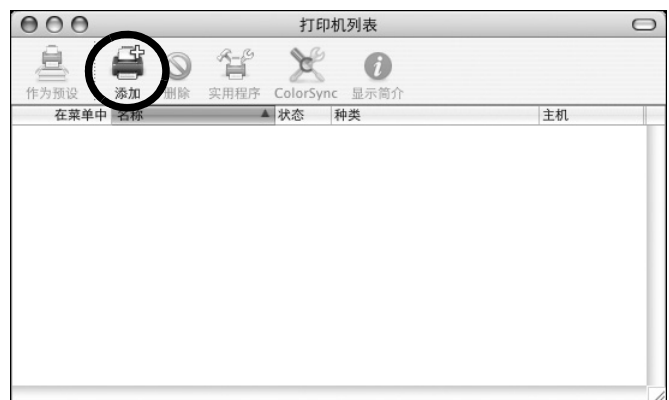 打印机列表
作为预设 添加 删除 实用程序 ColorSync 显示简介
在菜单中 名称 状态 种类 主机